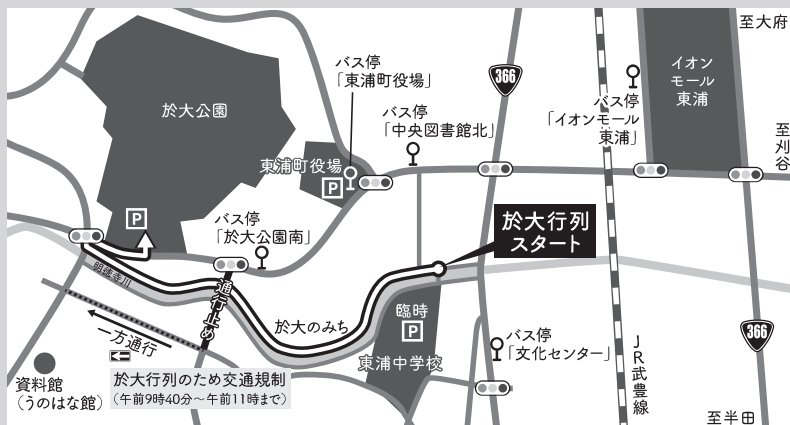 至大府
イオン
モール
東浦
366
バス停
「東浦町役場」
バス停
「中央図書館北」
バス停
「イオンモール
東浦」
於大公園
至
刈
谷
東浦町役場
P
P
バス停
「於大公園南」
於大行列
スタート
明徳寺川
通行止め
於大のみち
臨時
P
東浦中学校
一方通行
バス停
「文化センター」
JR武豊線
366
資料館
(うのはな館)
於大行列のため交通規制
(午前9時40分～午前11時まで)
至半田